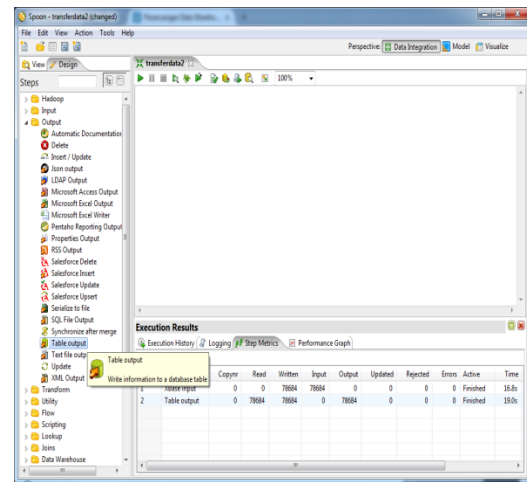 Spoon - transferdata2 (changed)
File Edit View Action Tools Help
Perspective: Data Integration Model Visualize
View Design
transferdata2
Steps
100%
Hadoop
Input
Output
Automatic Documentation
Delete
Insert / Update
Json output
LDAP Output
Microsoft Access Output
Microsoft Excel Output
Microsoft Excel Writer
Pentaho Reporting Output
Properties Output
RSS Output
Salesforce Delete
Salesforce Insert
Salesforce Update
Salesforce Upsert
Serialize to file
SQL File Output
Synchronize after merge
Table output
Text file outp
Update
XML Output
Transform
Utility
Flow
Scripting
Lookup
Joins
Data Warehouse
Table output
Write information to a database table
Execution Results
Execution History Logging Step Metrics Performance Graph
Copynr Read Written Input Output Updated Rejected Errors Active Time
1 XBase input 0 0 78684 78684 0 0 0 0 Finished 16.8s
2 Table output 0 78684 78684 0 78684 0 0 0 Finished 19.0s